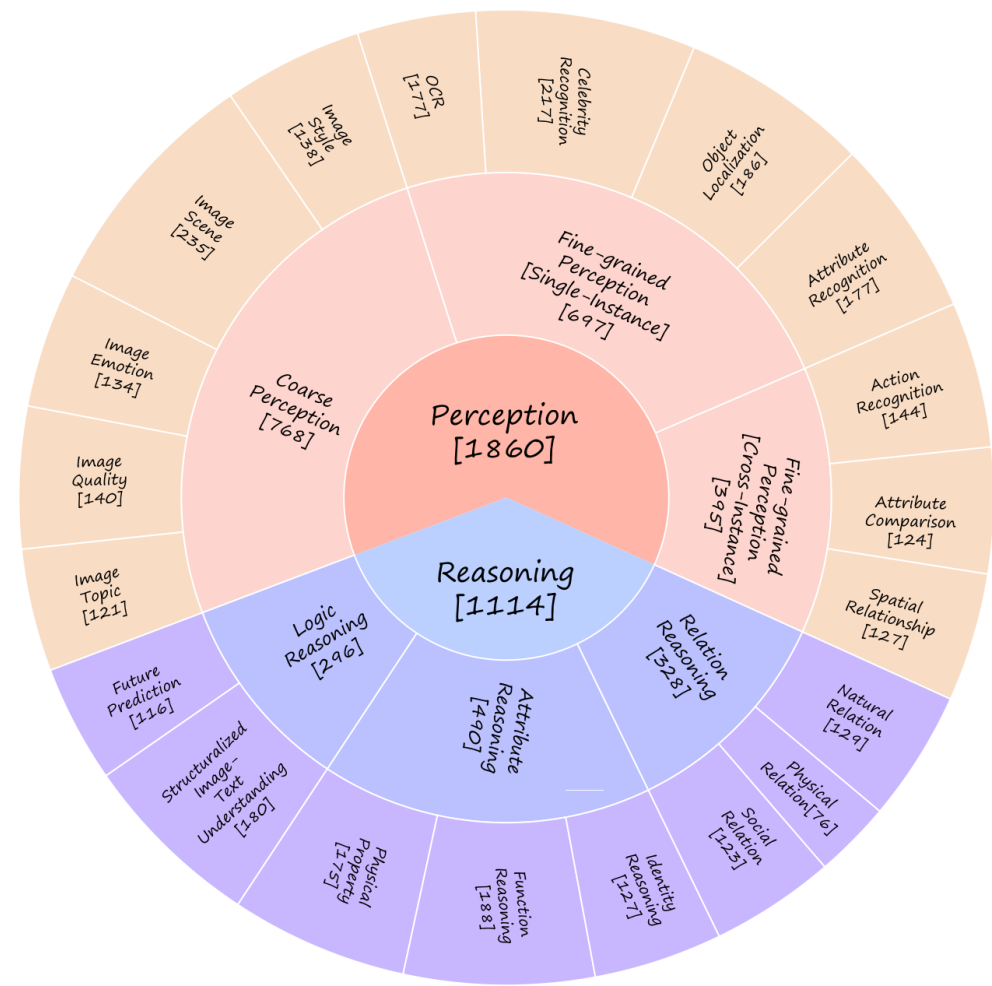 Perception
[1860]
Reasoning
[1114]
Coarse
Perception
[768]
Fine-grained
Perception
[Single-Instance]
[697]
Fine-grained
Perception
[Cross-Instance]
[395]
Relation
Reasoning
[328]
Attribute
Reasoning
[490]
Logic
Reasoning
[296]
Image
Topic
[121]
Image
Quality
[140]
Image
Emotion
[134]
Image
Scene
[235]
Image
Style
[138]
OCR
[177]
Celebrity
Recognition
[217]
Object
Localization
[186]
Attribute
Recognition
[177]
Action
Recognition
[144]
Attribute
Comparison
[124]
Spatial
Relationship
[127]
Natural
Relation
[129]
Physical
Relation[76]
Social
Relation
[123]
Identity
Reasoning
[127]
Function
Reasoning
[188]
Physical
Property
[175]
Structuralized
Image-
Text
Understanding
[180]
Future
Prediction
[116]